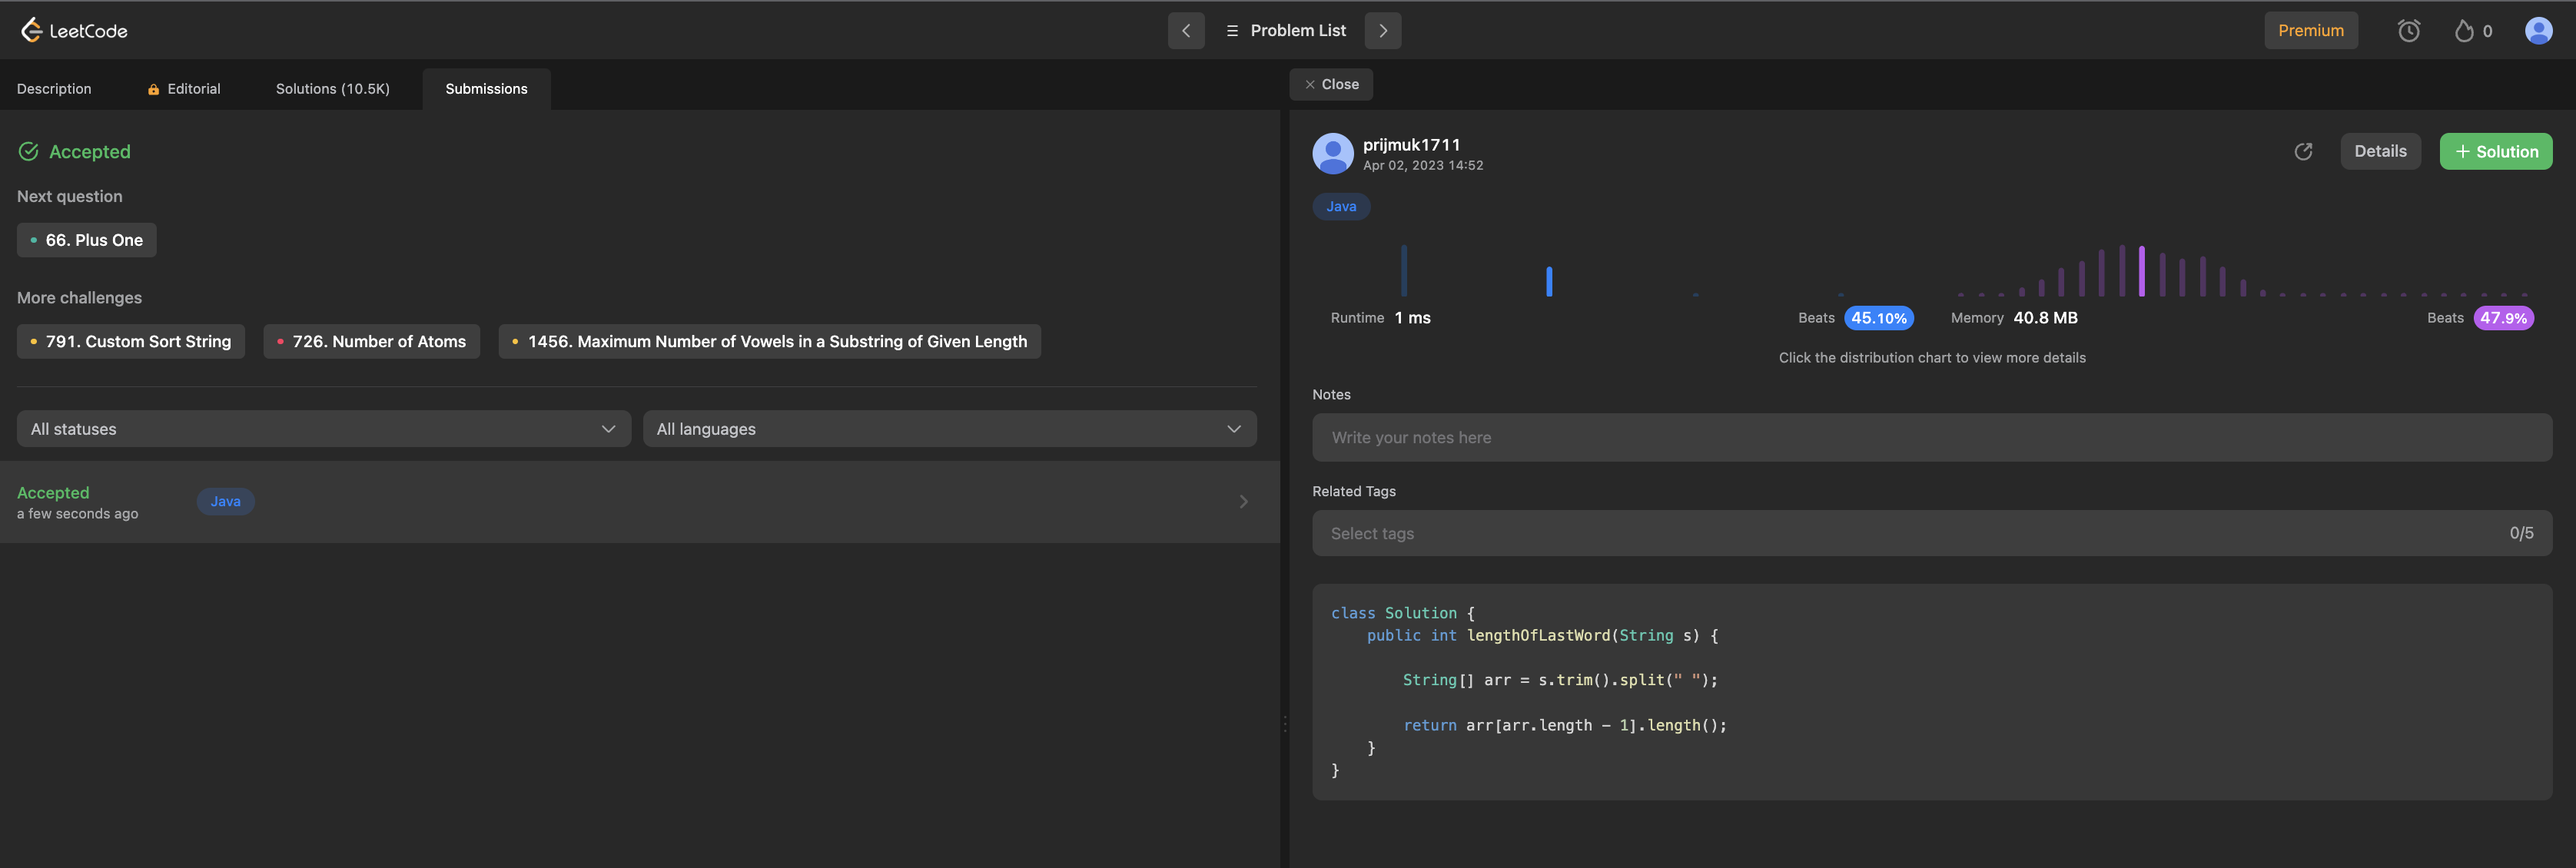 LeetCode
Problem List
Premium
0
Description
Editorial
Solutions (10.5K)
Submissions
Close
Accepted
Next question
66. Plus One
More challenges
791. Custom Sort String
726. Number of Atoms
1456. Maximum Number of Vowels in a Substring of Given Length
All statuses
All languages
Accepted
a few seconds ago
Java
prijmuk1711
Apr 02, 2023 14:52
Details
+ Solution
Java
Runtime 1 ms
Beats 45.10%
Memory 40.8 MB
Beats 47.9%
Click the distribution chart to view more details
Notes
Write your notes here
Related Tags
Select tags
0/5
class Solution {
    public int lengthOfLastWord(String s) {
        String[] arr = s.trim().split(" ");
        return arr[arr.length - 1].length();
    }
}